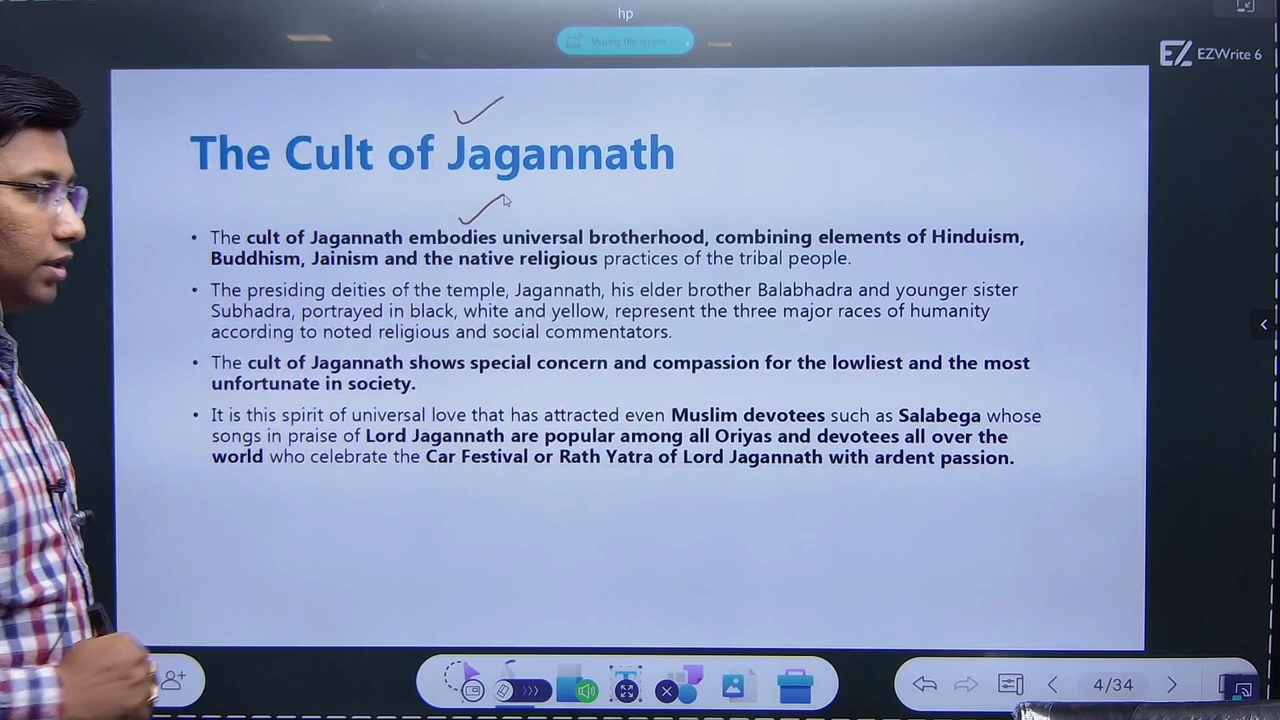 hp
Sharing the screen
EZWrite 6
The Cult of Jagannath
• The cult of Jagannath embodies universal brotherhood, combining elements of Hinduism,
Buddhism, Jainism and the native religious practices of the tribal people.
• The presiding deities of the temple, Jagannath, his elder brother Balabhadra and younger sister
Subhadra, portrayed in black, white and yellow, represent the three major races of humanity
according to noted religious and social commentators.
• The cult of Jagannath shows special concern and compassion for the lowliest and the most
unfortunate in society.
• It is this spirit of universal love that has attracted even Muslim devotees such as Salabega whose
songs in praise of Lord Jagannath are popular among all Oriyas and devotees all over the
world who celebrate the Car Festival or Rath Yatra of Lord Jagannath with ardent passion.
4/34